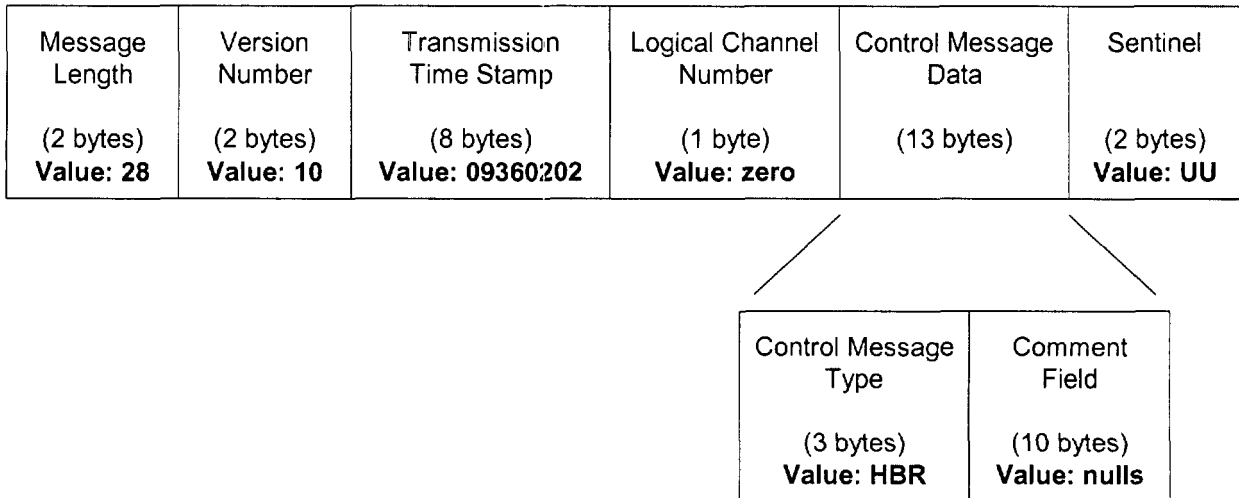 Message Length
(2 bytes)
Value: 28
Version Number
(2 bytes)
Value: 10
Transmission Time Stamp
(8 bytes)
Value: 09360202
Logical Channel Number
(1 byte)
Value: zero
Control Message Data
(13 bytes)
Sentinel
(2 bytes)
Value: UU
Control Message Type
(3 bytes)
Value: HBR
Comment Field
(10 bytes)
Value: nulls